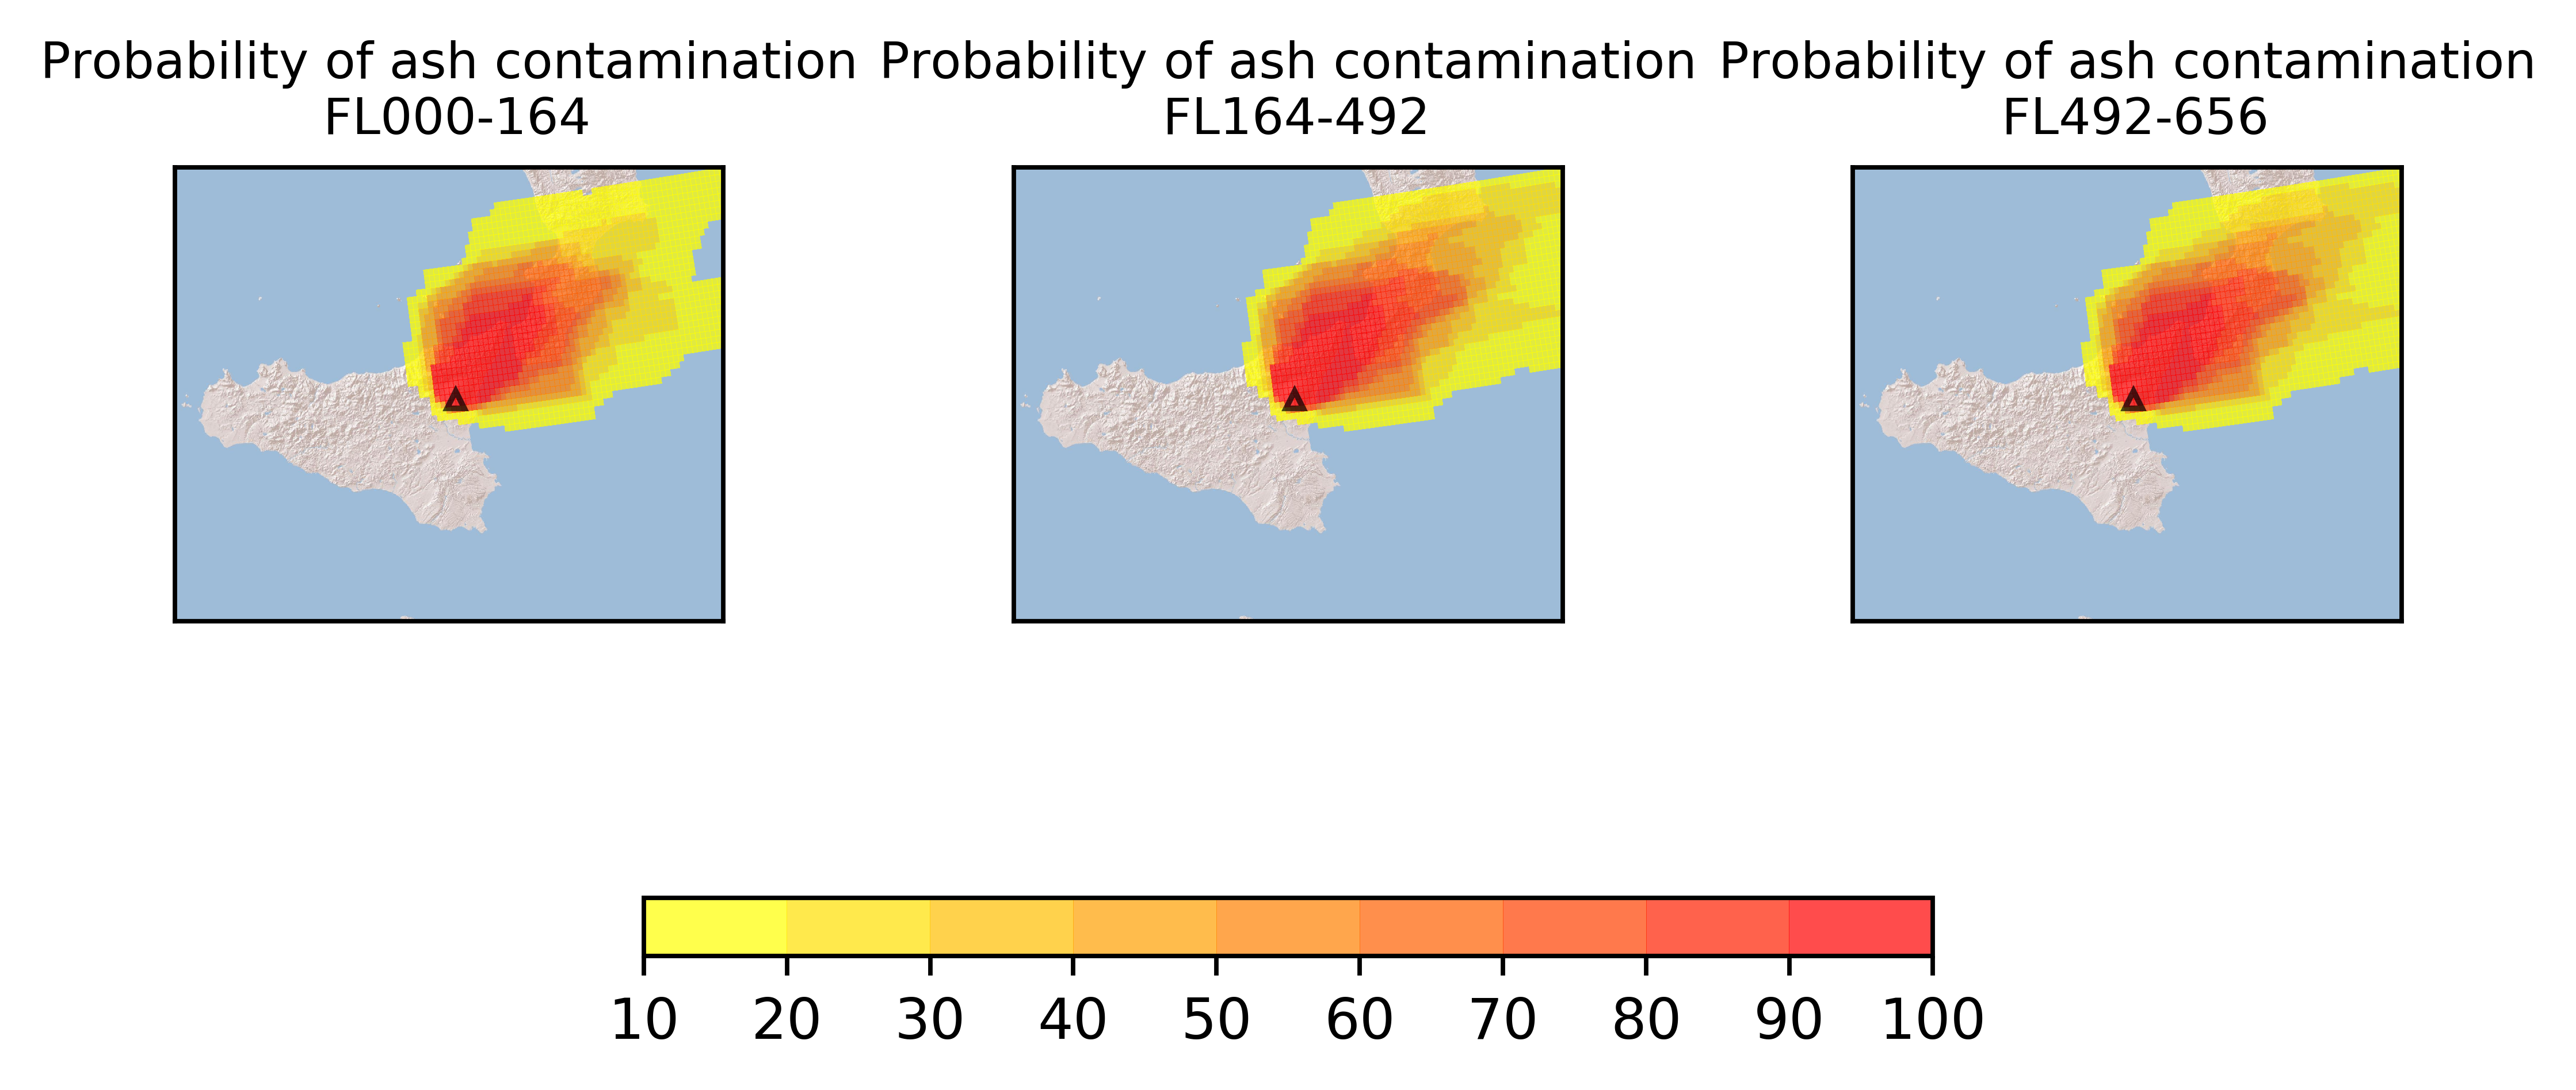 Probability of ash contamination
FL000-164
Probability of ash contamination
FL164-492
Probability of ash contamination
FL492-656
10 20 30 40 50 60 70 80 90 100